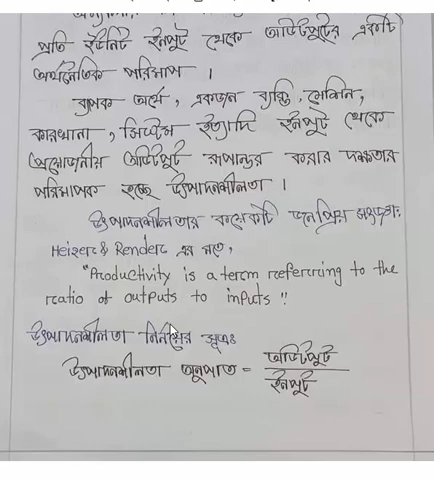 প্রতি ইউনিট ইনপুট থেকে আউটপুটের একটি
অর্থনৈতিক পরিমাপ ।
ব্যাপক অর্থে, একজন ব্যক্তি, মেশিন,
কারখানা, সিস্টেম ইত্যাদি ইনপুট থেকে
প্রয়োজনীয় আউটপুট রূপান্তর করার দক্ষতার
পরিমাপক হচ্ছে উৎপাদনশীলতা ।
উৎপাদনশীলতার কয়েকটি জনপ্রিয় সংজ্ঞা:
Heizer & Render এর মতে,
"Productivity is a term referring to the
ratio of outputs to inputs"
উৎপাদনশীলতা নির্ণয়ের সূত্রঃ
উৎপাদনশীলতা অনুপাত = আউটপুট
ইনপুট